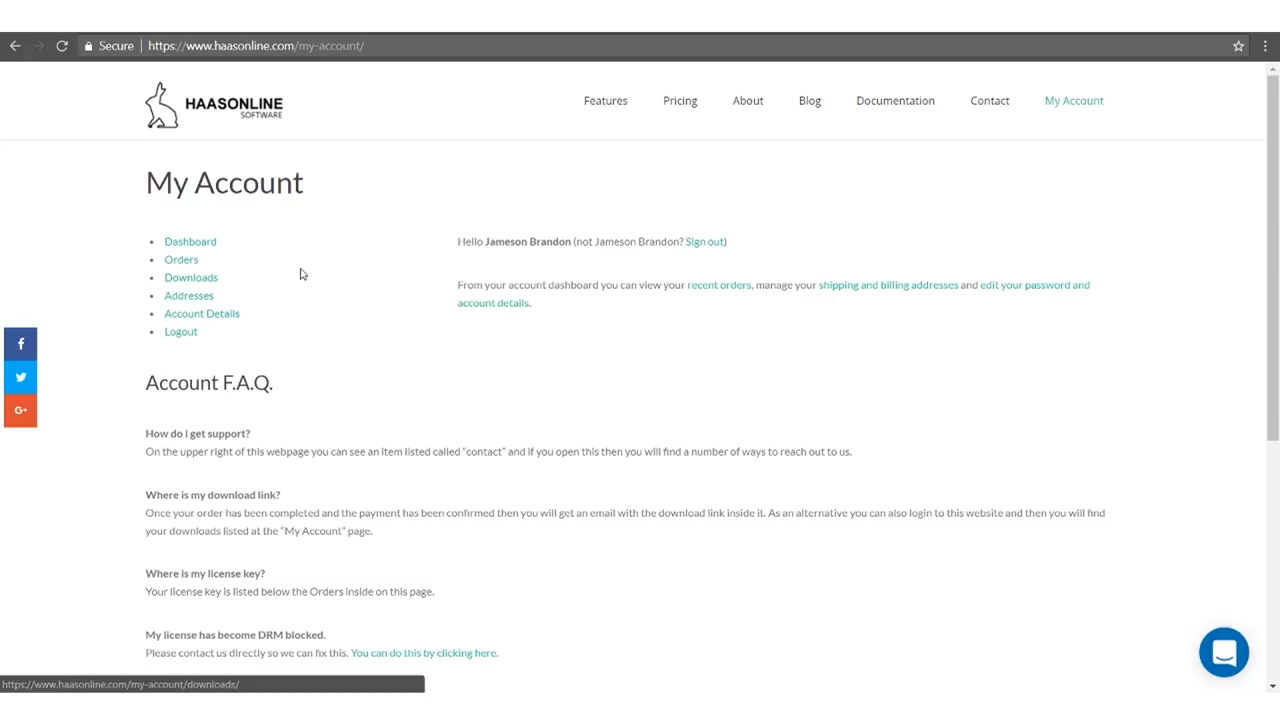 Secure https://www.haasonline.com/my-account/
HAASONLINE
SOFTWARE
Features Pricing About Blog Documentation Contact My Account
My Account
• Dashboard
• Orders
• Downloads
• Addresses
• Account Details
• Logout
Hello Jameson Brandon (not Jameson Brandon? Sign out)
From your account dashboard you can view your recent orders, manage your shipping and billing addresses and edit your password and
account details.
f
G+
Account F.A.Q.
How do i get support?
On the upper right of this webpage you can see an item listed called "contact" and if you open this then you will find a number of ways to reach out to us.
Where is my download link?
Once your order has been completed and the payment has been confirmed then you will get an email with the download link inside it. As an alternative you can also login to this website and then you will find
your downloads listed at the "My Account" page.
Where is my license key?
Your license key is listed below the Orders inside on this page.
My license has become DRM blocked.
Please contact us directly so we can fix this. You can do this by clicking here.
https://www.haasonline.com/my-account/downloads/